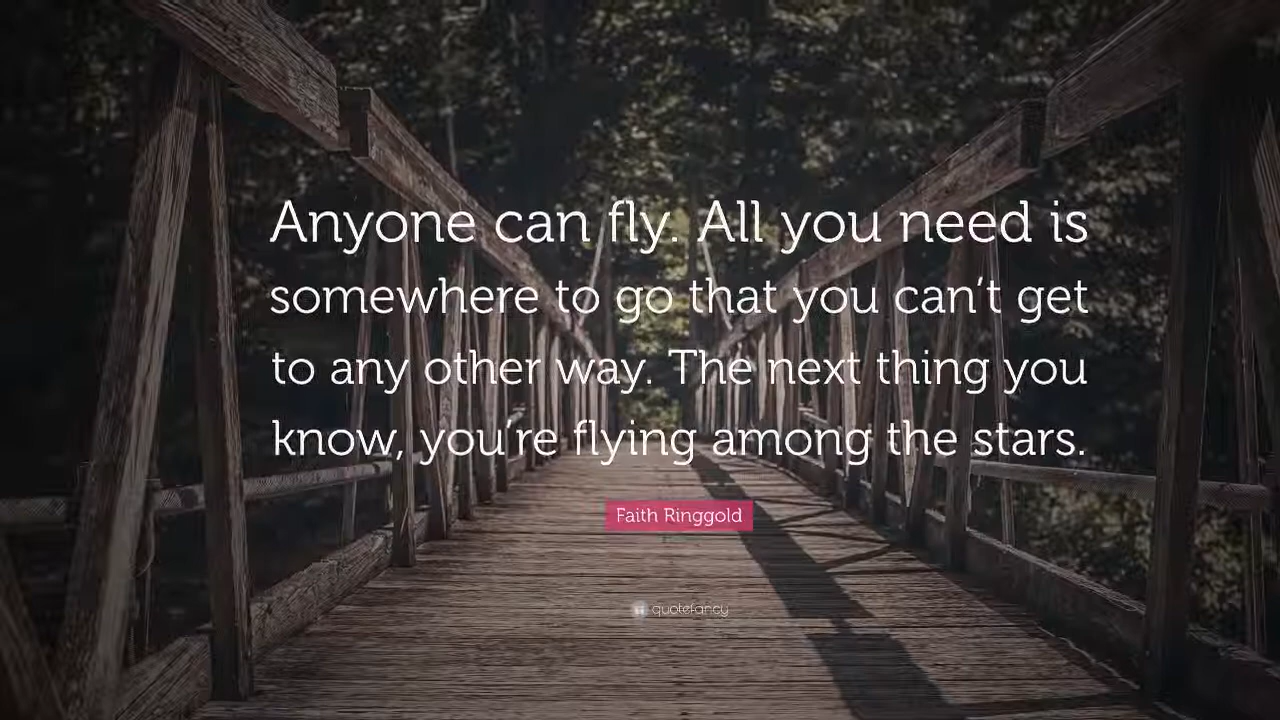 Anyone can fly. All you need is
somewhere to go that you can't get
to any other way. The next thing you
know, you're flying among the stars.
Faith Ringgold
quotefancy